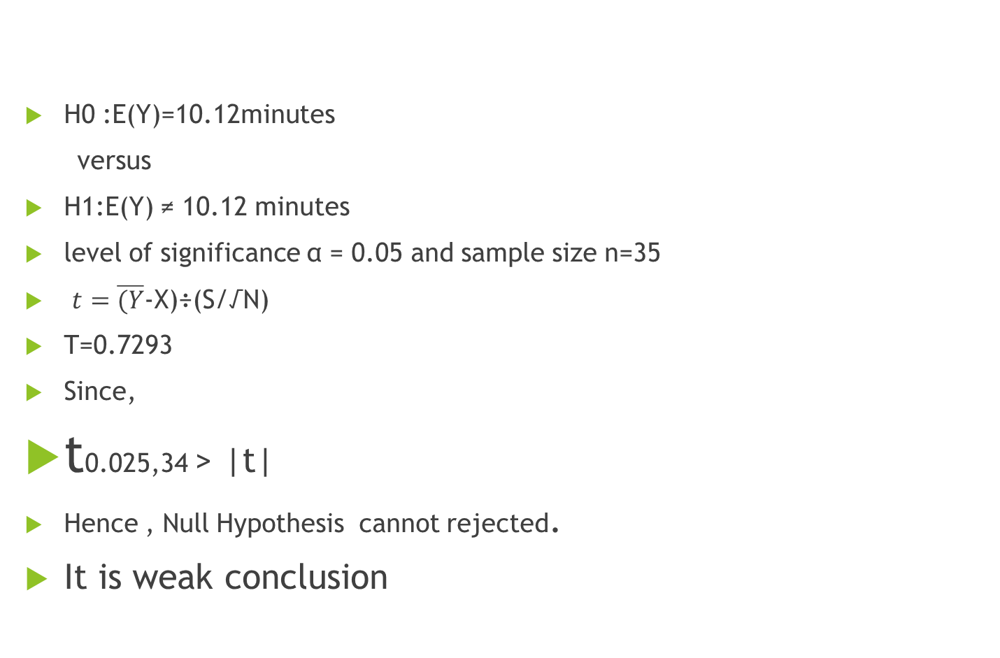 H0 :E(Y)=10.12minutes
versus
H1:E(Y) ≠ 10.12 minutes
level of significance α = 0.05 and sample size n=35
t = (Y̅-X)÷(S/√N)
T=0.7293
Since,
t0.025,34 > |t|
Hence , Null Hypothesis cannot rejected.
It is weak conclusion